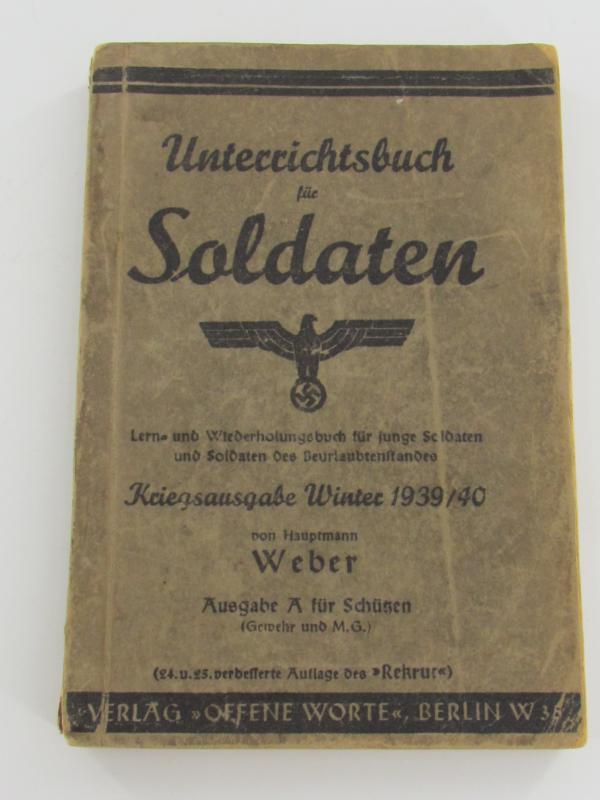 Unterrichtsbuch
für
Soldaten
Lern- und Wiederholungsbuch für junge Soldaten
und Soldaten des Beurlaubtenstandes
Kriegsausgabe Winter 1939/40
von Hauptmann
Weber
Ausgabe A für Schützen
(Gewehr und M.G.)
(24. u. 25. verbesserte Auflage des »Rekrut«)
VERLAG »OFFENE WORTE«, BERLIN W 35